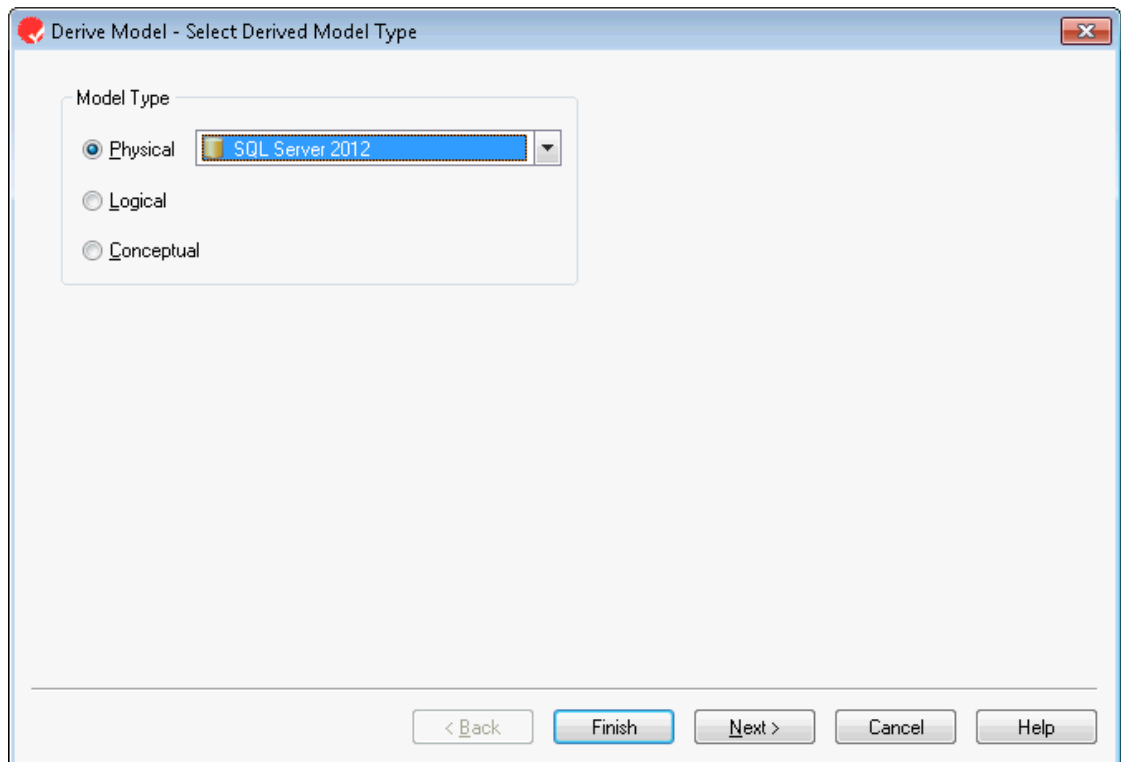 Derive Model - Select Derived Model Type
Model Type
Physical SQL Server 2012
Logical
Conceptual
< Back Finish Next > Cancel Help